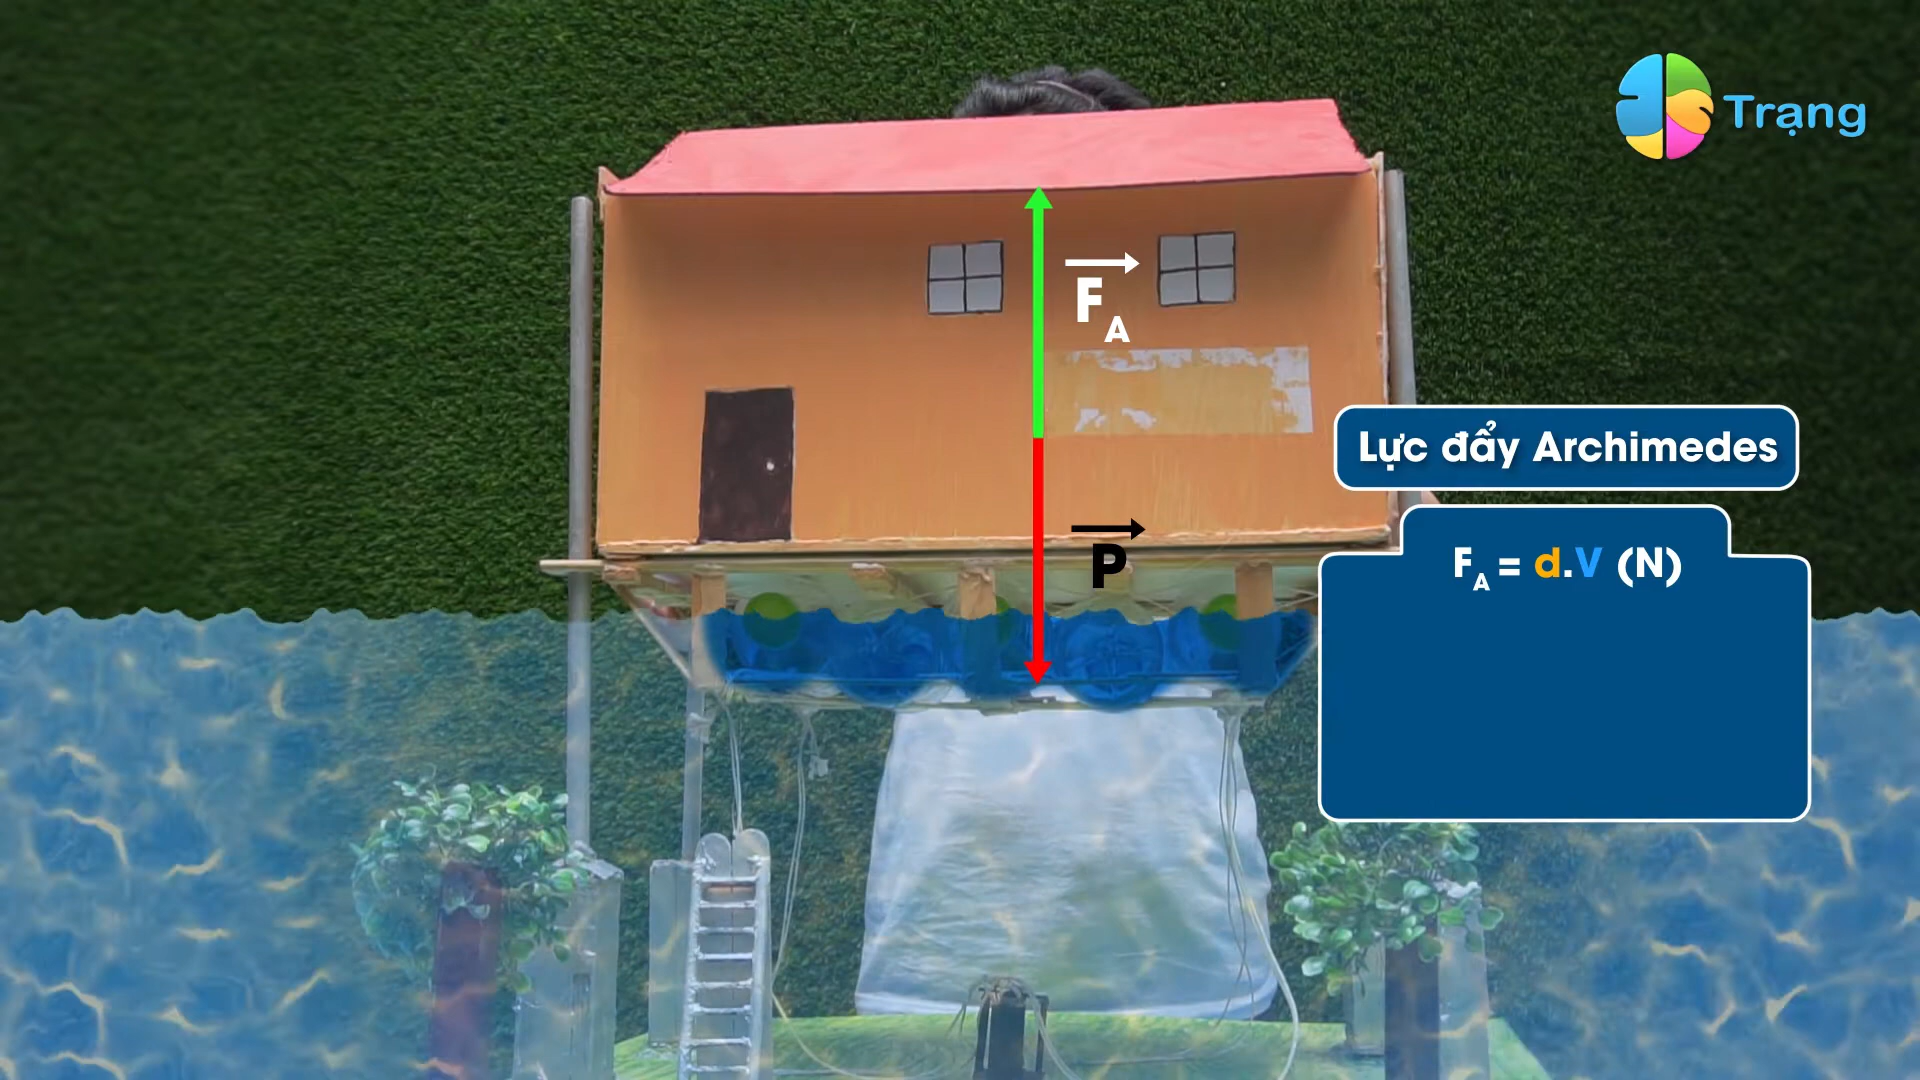 Trạng
F_A
Lực đẩy Archimedes
P
F_A = d.V (N)